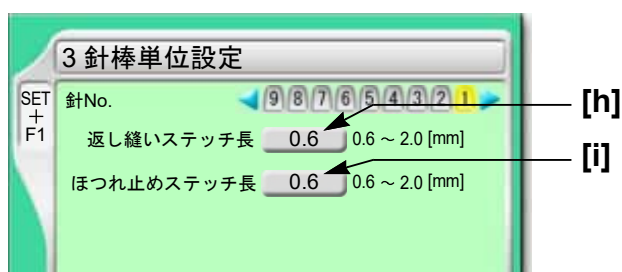 3 針棒単位設定
SET
+
F1
針No. 9 8 7 6 5 4 3 2 1 [h]
返し縫いステッチ長 0.6 0.6 ～ 2.0 [mm]
[i]
ほつれ止めステッチ長 0.6 0.6 ～ 2.0 [mm]